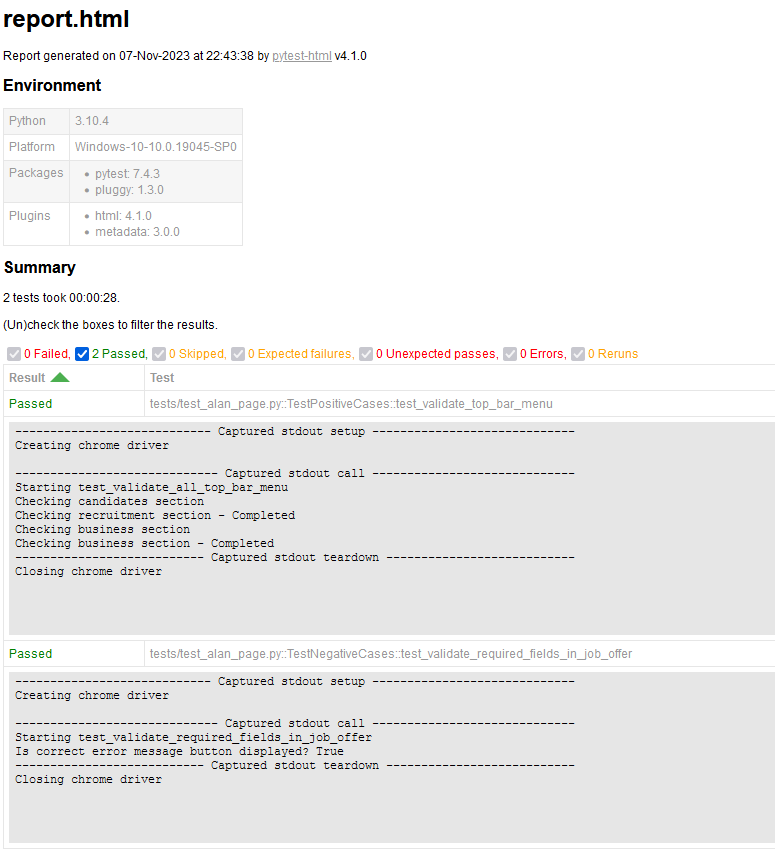 report.html
Report generated on 07-Nov-2023 at 22:43:38 by pytest-html v4.1.0
Environment
Python 3.10.4
Platform Windows-10-10.0.19045-SP0
Packages • pytest: 7.4.3
• pluggy: 1.3.0
Plugins • html: 4.1.0
• metadata: 3.0.0
Summary
2 tests took 00:00:28.
(Un)check the boxes to filter the results.
0 Failed, 2 Passed, 0 Skipped, 0 Expected failures, 0 Unexpected passes, 0 Errors, 0 Reruns
Result Test
Passed tests/test_alan_page.py::TestPositiveCases::test_validate_top_bar_menu
---------------------------- Captured stdout setup -----------------------------
Creating chrome driver
----------------------------- Captured stdout call -----------------------------
Starting test_validate_all_top_bar_menu
Checking candidates section
Checking recruitment section - Completed
Checking business section
Checking business section - Completed
--------------------------- Captured stdout teardown ---------------------------
Closing chrome driver
Passed tests/test_alan_page.py::TestNegativeCases::test_validate_required_fields_in_job_offer
---------------------------- Captured stdout setup -----------------------------
Creating chrome driver
----------------------------- Captured stdout call -----------------------------
Starting test_validate_required_fields_in_job_offer
Is correct error message button displayed? True
--------------------------- Captured stdout teardown ---------------------------
Closing chrome driver